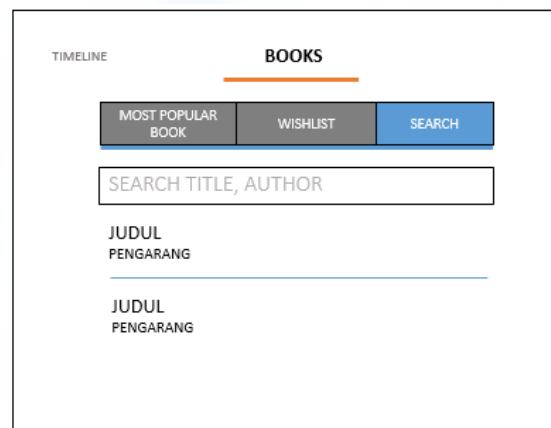 TIMELINE
BOOKS
MOST POPULAR
BOOK
WISHLIST
SEARCH
SEARCH TITLE, AUTHOR
JUDUL
PENGARANG
JUDUL
PENGARANG